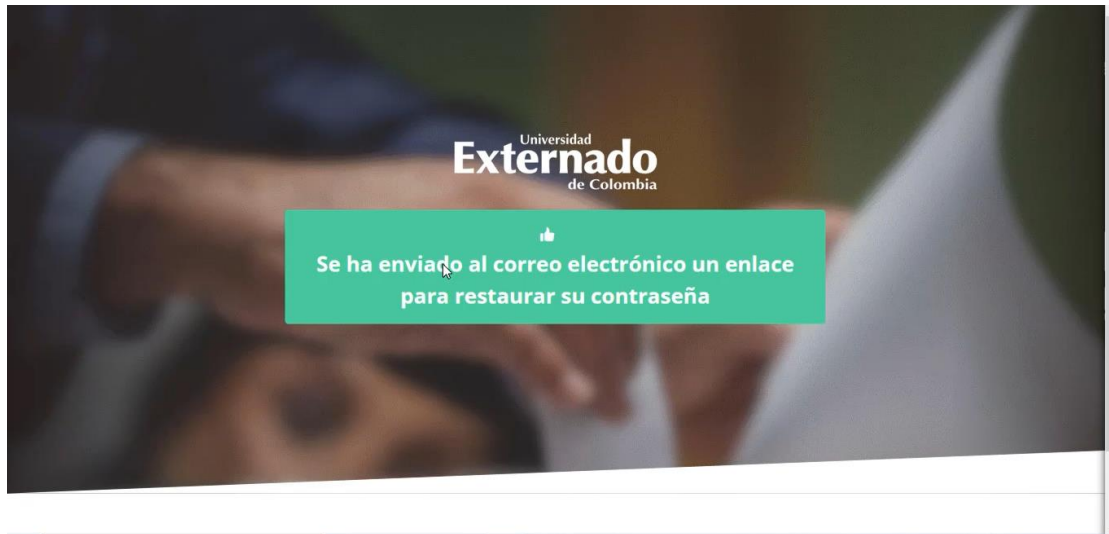 Universidad
Externado
de Colombia
Se ha enviado al correo electrónico un enlace
para restaurar su contraseña